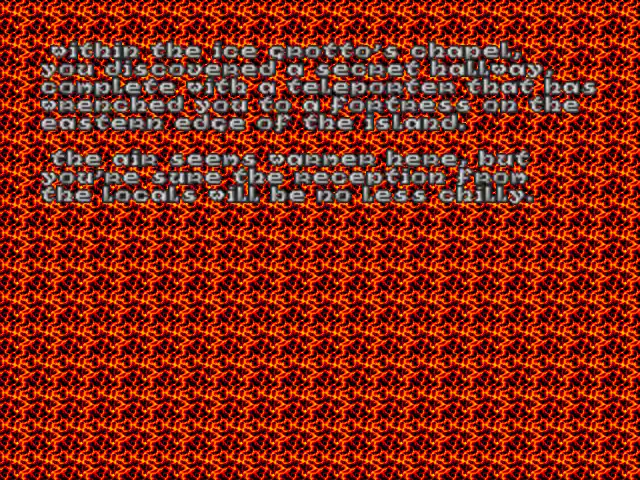 within the ice grotto's chapel,
you discovered a secret hallway,
complete with a teleporter that has
wrenched you to a fortress on the
eastern edge of the island.
the air seems warmer here, but
you're sure the reception from
the locals will be no less chilly.